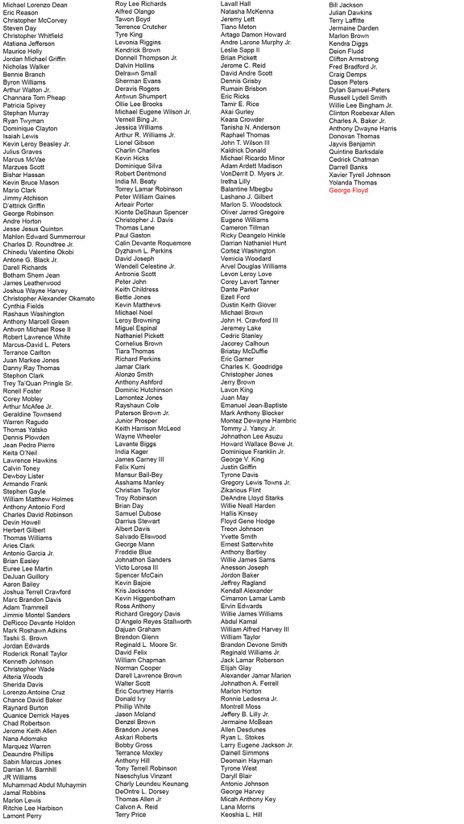 Michael Lorenzo Dean
Eric Reason
Christopher McCorvey
Steven Day
Christopher Whitfield
Atatiana Jefferson
Maurice Holly
Jordan Michael Griffin
Nicholas Walker
Bennie Branch
Byron Williams
Arthur Walton Jr.
Channara Tom Pheap
Patricia Spivey
Stephan Murray
Ryan Twyman
Dominique Clayton
Isaiah Lewis
Kevin Leroy Beasley Jr.
Julius Graves
Marcus McVae
Marzues Scott
Bishar Hassan
Kevin Bruce Mason
Mario Clark
Jimmy Atchison
D'ettrick Griffin
George Robinson
Andre Horton
Jesse Jesus Quinton
Mahlon Edward Summerrour
Charles D. Roundtree Jr.
Chinedu Valentine Okobi
Antone G. Black Jr.
Darell Richards
Botham Shem Jean
James Leatherwood
Joshua Wayne Harvey
Christopher Alexander Okamato
Cynthia Fields
Rashaun Washington
Anthony Marcell Green
Antwon Michael Rose II
Robert Lawrence White
Marcus-David L. Peters
Terrance Carlton
Juan Markee Jones
Danny Ray Thomas
Stephon Clark
Trey Ta'Quan Pringle Sr.
Ronell Foster
Corey Mobley
Arthur McAfee Jr.
Geraldine Townsend
Warren Ragudo
Thomas Yatsko
Dennis Plowden
Jean Pedro Pierre
Keita O'Neil
Lawrence Hawkins
Calvin Toney
Dewboy Lister
Armando Frank
Stephen Gayle
William Matthew Holmes
Anthony Antonio Ford
Charles David Robinson
Devin Howell
Herbert Gilbert
Thomas Williams
Aries Clark
Antonio Garcia Jr.
Brian Easley
Euree Lee Martin
DeJuan Guillory
Aaron Bailey
Joshua Terrell Crawford
Marc Brandon Davis
Adam Trammell
Jimmie Montel Sanders
DeRicco Devante Holdon
Mark Roshawn Adkins
Tashii S. Brown
Jordan Edwards
Roderick Ronall Taylor
Kenneth Johnson
Christopher Wade
Alteria Woods
Sherida Davis
Lorenzo Antoine Cruz
Chance David Baker
Raynard Burton
Quanice Derrick Hayes
Chad Robertson
Jerome Keith Allen
Nana Adomako
Marquez Warren
Deaundre Phillips
Sabin Marcus Jones
Darrian M. Barnhill
JR Williams
Muhammad Abdul Muhaymin
Jamal Robbins
Marlon Lewis
Ritchie Lee Harbison
Lamont Perry
Roy Lee Richards
Alfred Olango
Tawon Boyd
Terrence Crutcher
Tyre King
Levonia Riggins
Kendrick Brown
Donnell Thompson Jr.
Dalvin Hollins
Delrawn Small
Sherman Evans
Deravis Rogers
Antwun Shumpert
Ollie Lee Brooks
Michael Eugene Wilson Jr.
Vernell Bing Jr.
Jessica Williams
Arthur R. Williams Jr.
Lionel Gibson
Charlin Charles
Kevin Hicks
Dominique Silva
Robert Dentmond
India M. Beaty
Torrey Lamar Robinson
Peter William Gaines
Arteair Porter
Kionte DeShaun Spencer
Christopher J. Davis
Thomas Lane
Paul Gaston
Calin Devante Roquemore
Dyzhawn L. Perkins
David Joseph
Wendell Celestine Jr.
Antronie Scott
Peter John
Keith Childress
Bettie Jones
Kevin Matthews
Michael Noel
Leroy Browning
Miguel Espinal
Nathaniel Pickett
Cornelius Brown
Tiara Thomas
Richard Perkins
Jamar Clark
Alonzo Smith
Anthony Ashford
Dominic Hutchinson
Lamontez Jones
Rayshaun Cole
Paterson Brown Jr.
Junior Prosper
Keith Harrison McLeod
Wayne Wheeler
Lavante Biggs
India Kager
James Carney III
Felix Kumi
Mansur Ball-Bey
Asshams Manley
Christian Taylor
Troy Robinson
Brian Day
Samuel Dubose
Darrius Stewart
Albert Davis
Salvado Ellswood
George Mann
Freddie Blue
Johnathan Sanders
Victo Larosa III
Spencer McCain
Kevin Bajoie
Kris Jacksons
Kevin Higgenbotham
Ross Anthony
Richard Gregory Davis
D'Angelo Reyes Stallworth
Dajuan Graham
Brendon Glenn
Reginald L. Moore Sr.
David Felix
William Chapman
Norman Cooper
Darell Lawrence Brown
Walter Scott
Eric Courtney Harris
Donald Ivy
Phillip White
Jason Moland
Denzel Brown
Brandon Jones
Askari Roberts
Bobby Gross
Terrance Moxley
Anthony Hill
Tony Terrell Robinson
Naeschylus Vinzant
Charly Leundeu Keunang
DeOntre L. Dorsey
Thomas Allen Jr
Calvon A. Reid
Terry Price
Lavall Hall
Natasha McKenna
Jeremy Lett
Tiano Meton
Artago Damon Howard
Andre Larone Murphy Jr.
Leslie Sapp II
Brian Pickett
Jerome C. Reid
David Andre Scott
Dennis Grisby
Rumain Brisbon
Eric Ricks
Tamir E. Rice
Akai Gurley
Keara Crowder
Tanisha N. Anderson
Raphael Thomas
John T. Wilson III
Kaldrick Donald
Michael Ricardo Minor
Adam Ardett Madison
VonDerrit D. Myers Jr.
Iretha Lilly
Balantine Mbegbu
Lashano J. Gilbert
Marlon S. Woodstock
Oliver Jarred Gregoire
Eugene Williams
Cameron Tillman
Ricky Deangelo Hinkle
Darrian Nathaniel Hunt
Cortez Washington
Vernicia Woodard
Arvel Douglas Williams
Levon Leroy Love
Corey Lavert Tanner
Dante Parker
Ezell Ford
Dustin Keith Glover
Michael Brown
John H. Crawford III
Jeremey Lake
Cedric Stanley
Jacorey Calhoun
Briatay McDuffie
Eric Garner
Charles K. Goodridge
Christopher Jones
Jerry Brown
Lavon King
Juan May
Emanuel Jean-Baptiste
Mark Anthony Blocker
Montez Dewayne Hambric
Tommy J. Yancy Jr.
Johnathon Lee Asuzu
Howard Wallace Bowe Jr.
Dominique Franklin Jr.
George V. King
Justin Griffin
Tyrone Davis
Gregory Lewis Towns Jr.
Zikarious Flint
DeAndre Lloyd Starks
Willie Neall Harden
Hallis Kinsey
Floyd Gene Hodge
Treon Johnson
Yvette Smith
Ernest Satterwhite
Anthony Bartley
Willie James Sams
Anesson Joseph
Jordon Baker
Jeffrey Ragland
Kendall Alexander
Cimarron Lamar Lamb
Ervin Edwards
Willie James Williams
Abdul Kamal
William Alfred Harvey III
William Taylor
Brandon Devone Smith
Reginald Williams Jr.
Jack Lamar Roberson
Elijah Glay
Alexander Jamar Marion
Johnathon A. Ferrell
Marlon Horton
Ronnie Ledesma Jr.
Montrell Moss
Jeffery B. Lilly Jr.
Jermaine McBean
Allen Desdunes
Ryan L. Stokes
Larry Eugene Jackson Jr.
Dainell Simmons
Deomain Hayman
Tyrone West
Daryll Blair
Antonio Johnson
George Harvey
Micah Anthony Key
Lana Morris
Keoshia L. Hill
Bill Jackson
Julian Dawkins
Terry Laffitte
Jermaine Darden
Marlon Brown
Kendra Diggs
Deion Fludd
Clifton Armstrong
Fred Bradford Jr.
Craig Demps
Dason Peters
Dylan Samuel-Peters
Russell Lydell Smith
Willie Lee Bingham Jr.
Clinton Roebexar Allen
Charles A. Baker Jr.
Anthony Dwayne Harris
Donovan Thomas
Jayvis Benjamin
Quintine Barksdale
Cedrick Chatman
Darrell Banks
Xavier Tyrell Johnson
Yolanda Thomas
George Floyd